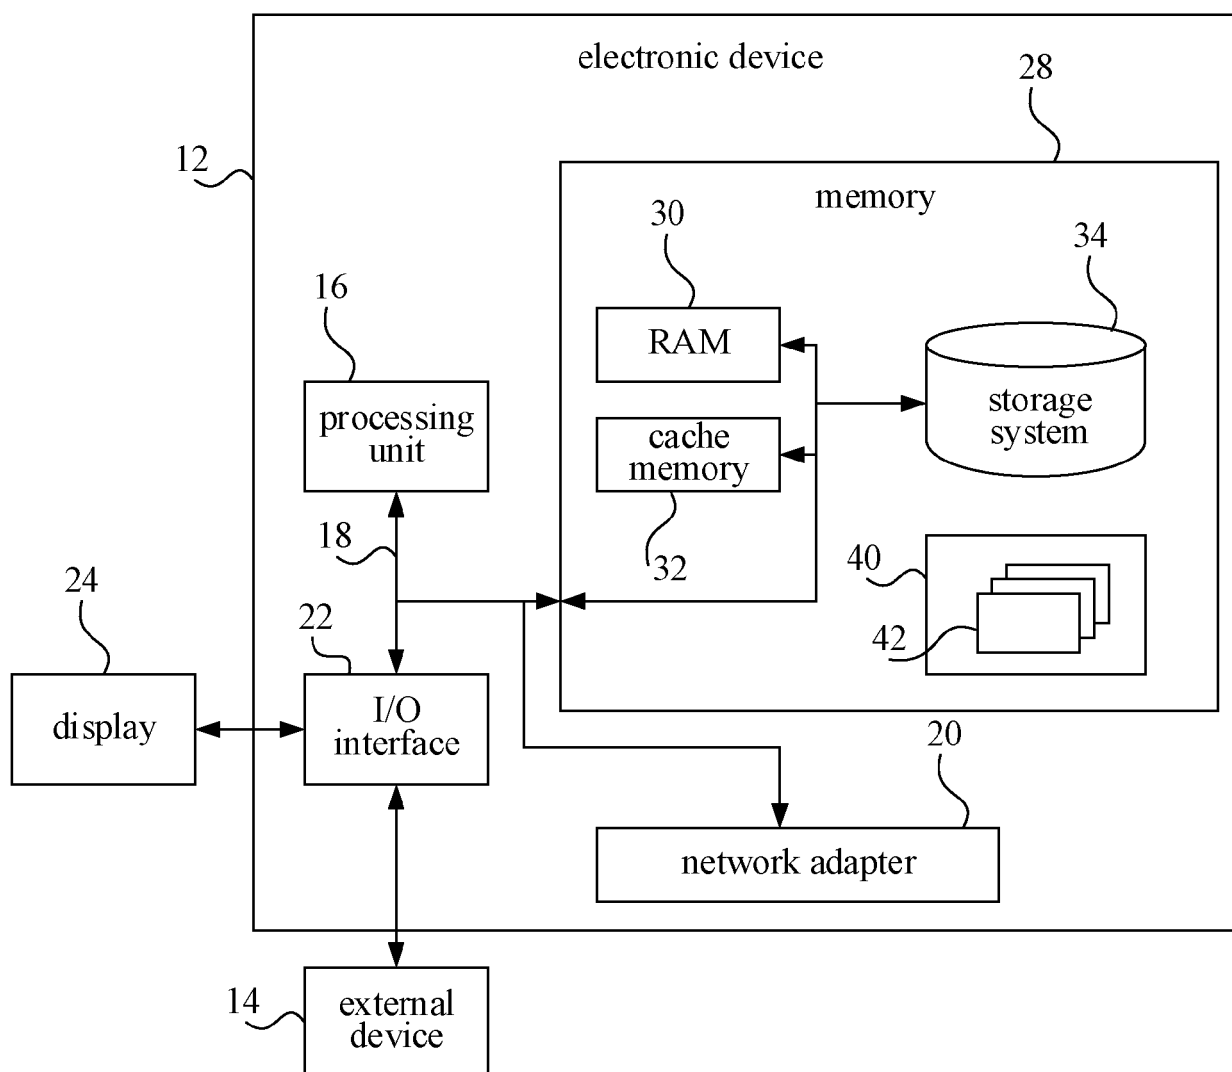 electronic device
28
12
memory
30
34
16
RAM
processing
unit
cache
memory
storage
system
18
32
40
24
22
42
display
I/O
interface
20
network adapter
14
external
device